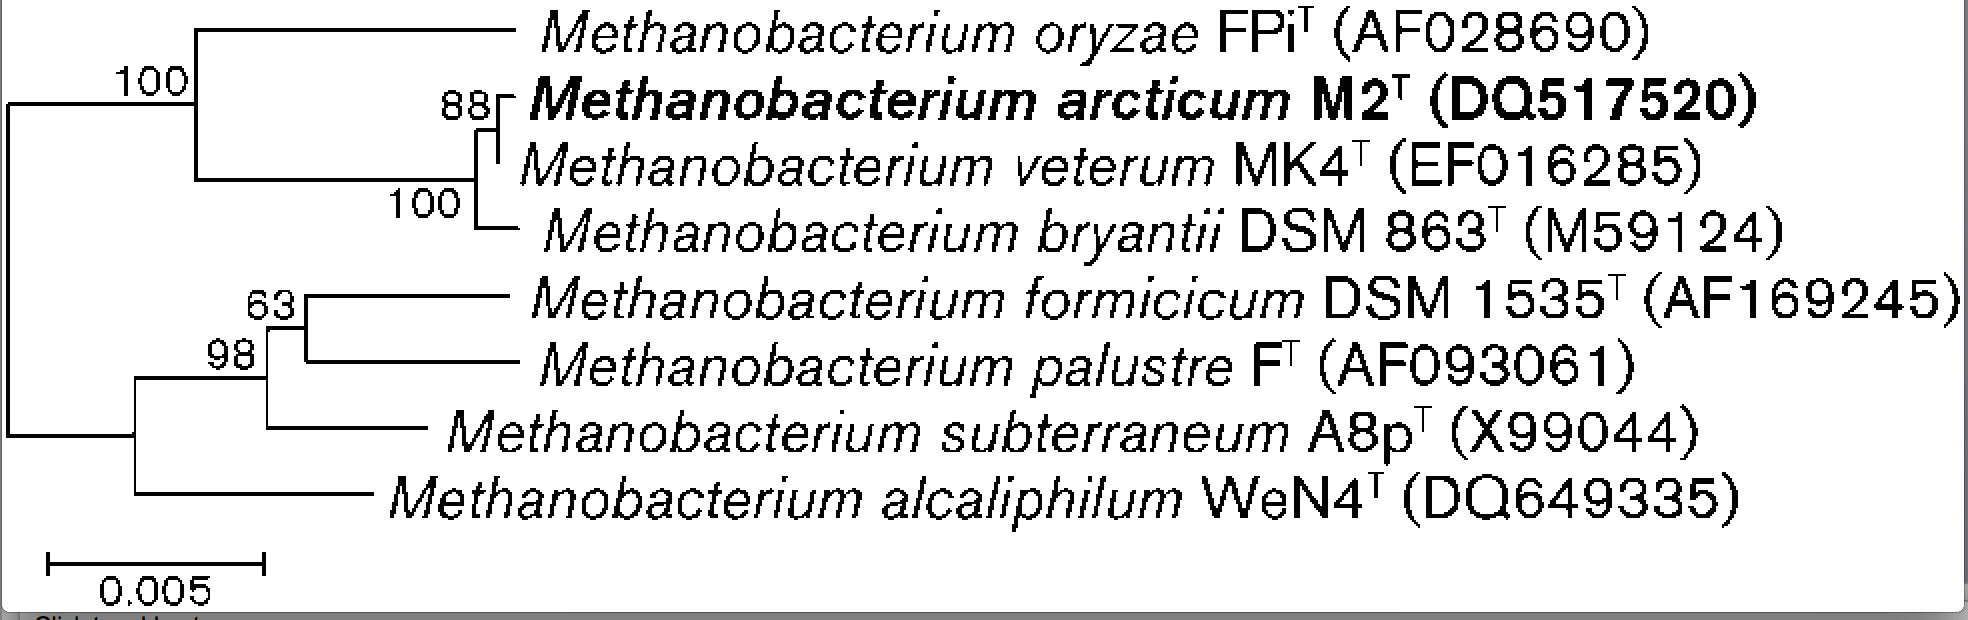 Methanobacterium oryzae FPiᵀ (AF028690)
100
88 Methanobacterium arcticum M2ᵀ (DQ517520)
Methanobacterium veterum MK4ᵀ (EF016285)
100
Methanobacterium bryantii DSM 863ᵀ (M59124)
63 Methanobacterium formicicum DSM 1535ᵀ (AF169245)
98
Methanobacterium palustre Fᵀ (AF093061)
Methanobacterium subterraneum A8pᵀ (X99044)
Methanobacterium alcaliphilum WeN4ᵀ (DQ649335)
0.005